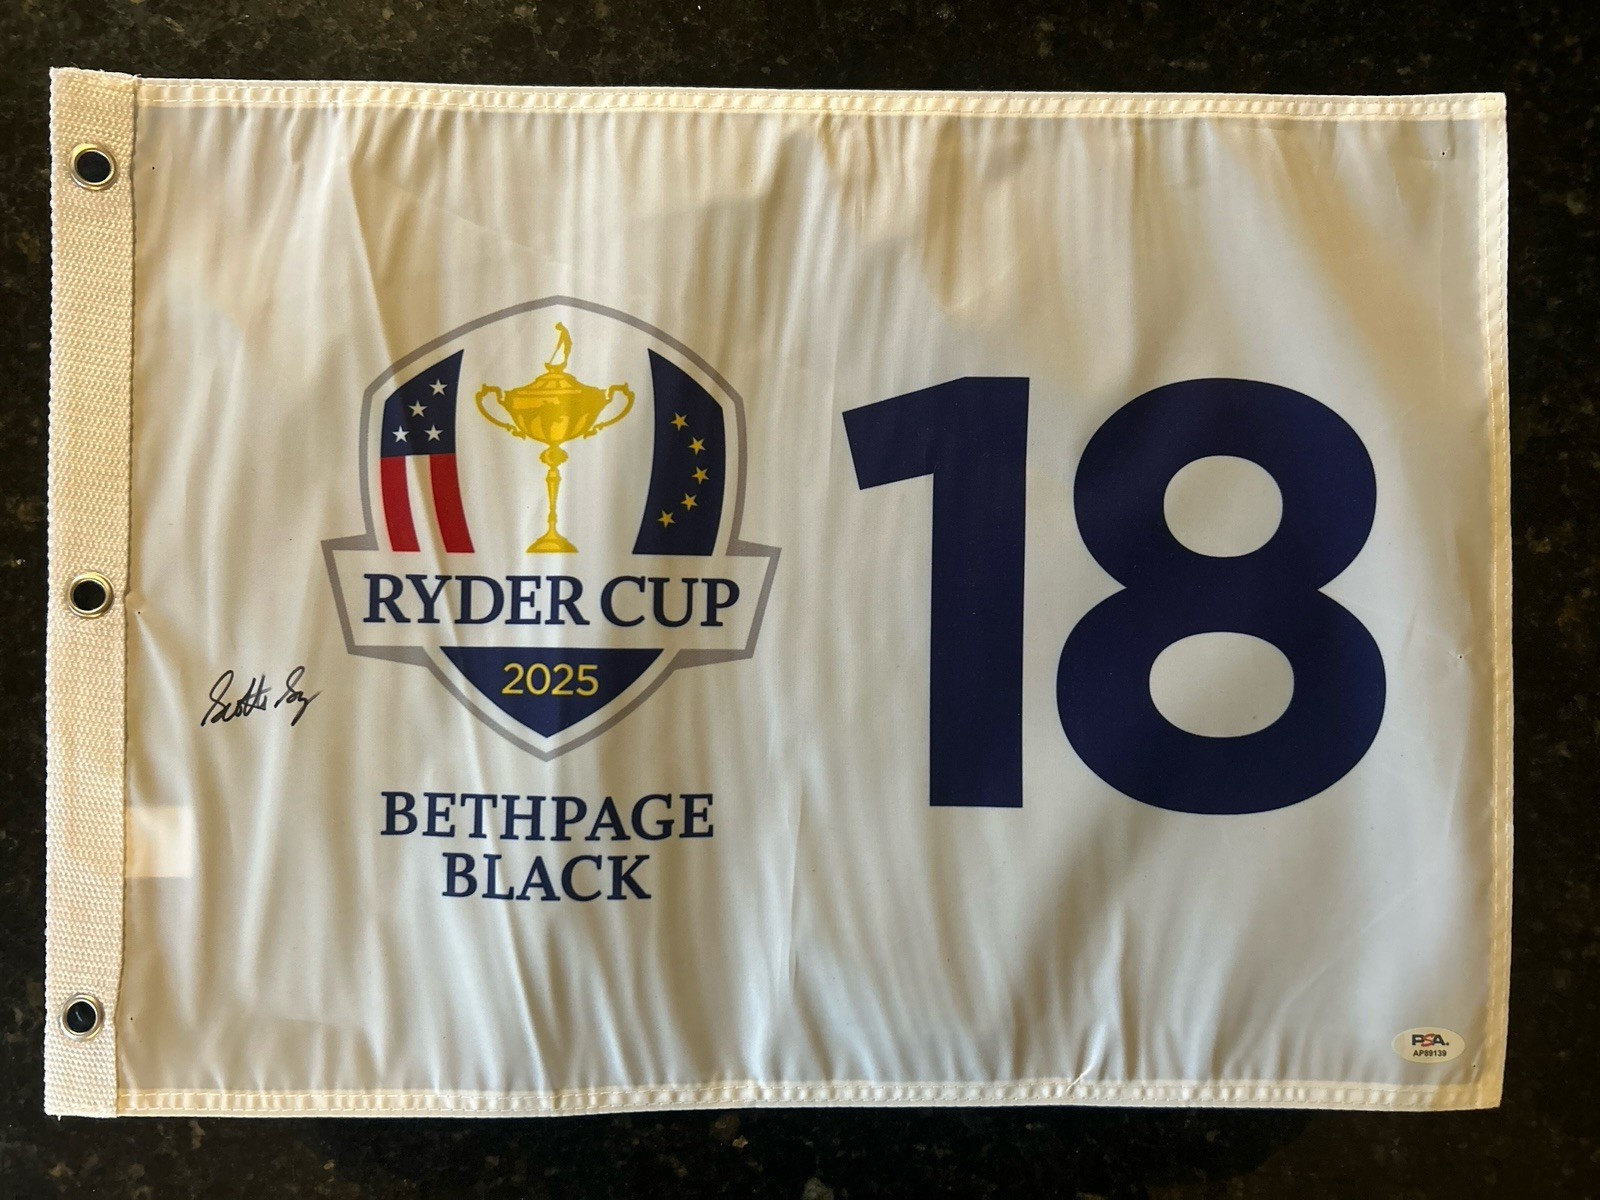 RYDER CUP
2025
BETHPAGE
BLACK
18
PSA
AP89139